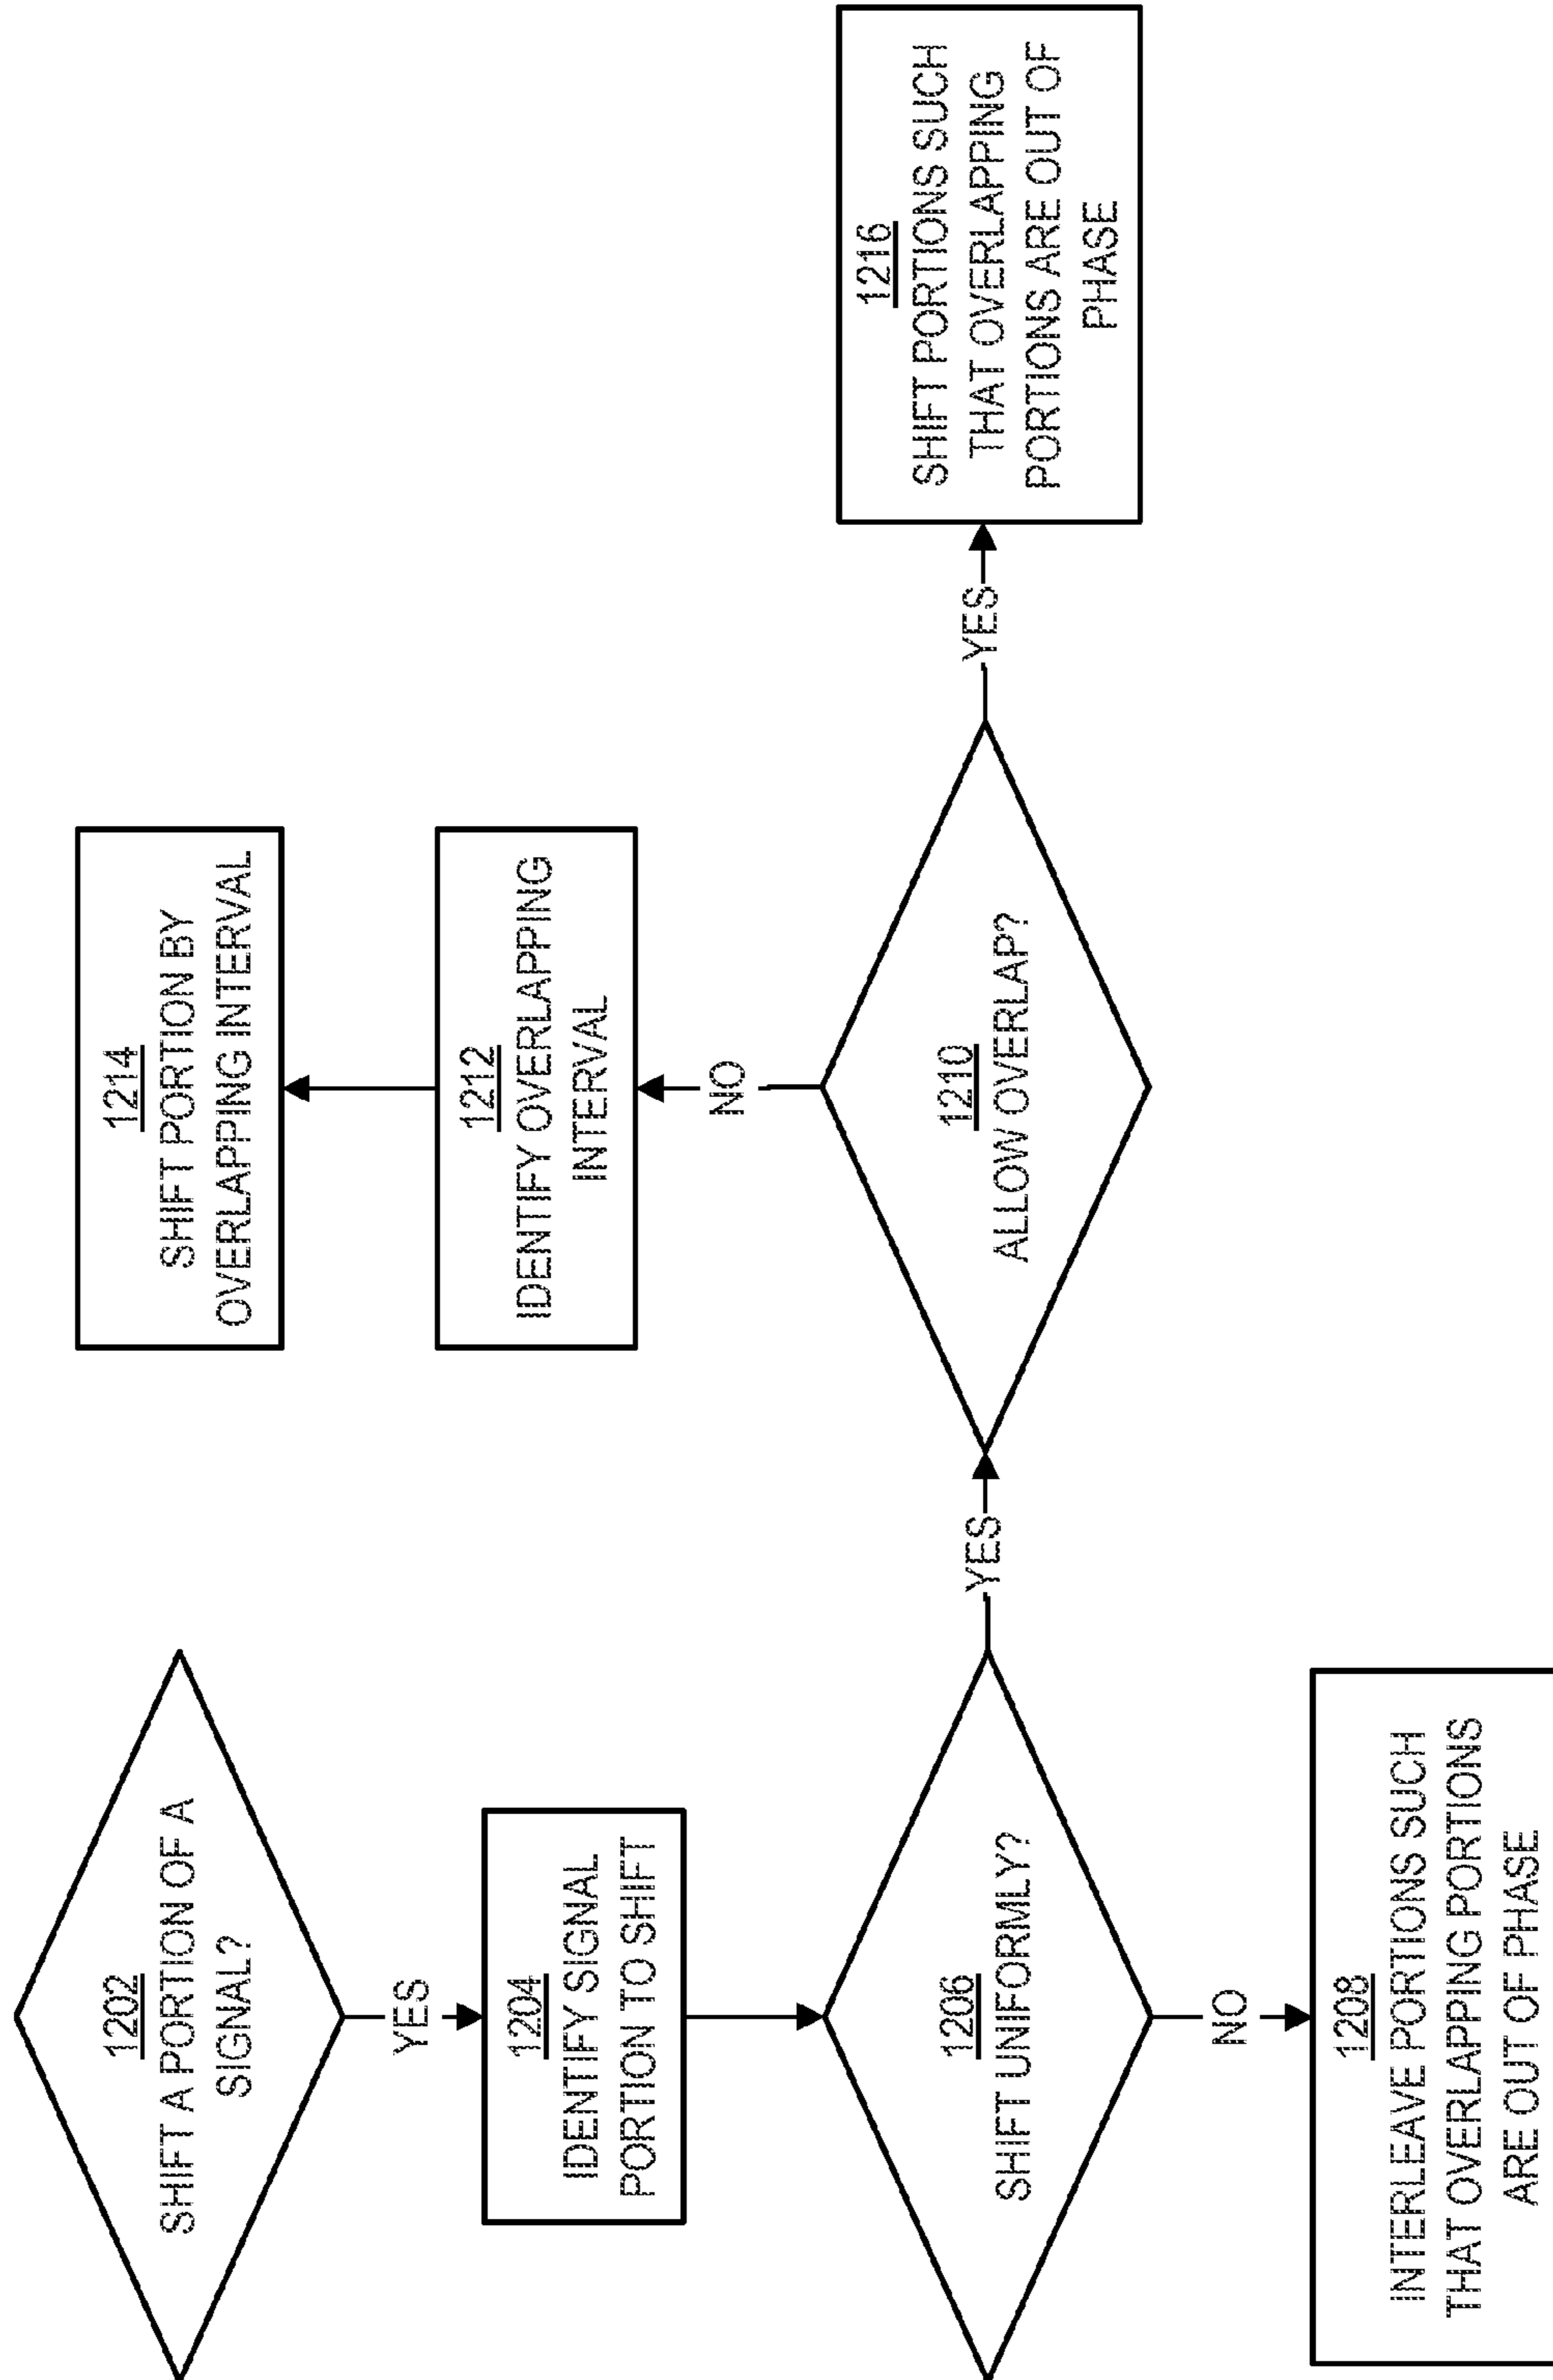 1202
SHIFT A PORTION OF A
SIGNAL?
YES
1204
IDENTIFY SIGNAL
PORTION TO SHIFT
1206
SHIFT UNIFORMLY?
NO
1208
INTERLEAVE PORTIONS SUCH
THAT OVERLAPPING PORTIONS
ARE OUT OF PHASE
YES
1210
ALLOW OVERLAP?
NO
1212
IDENTIFY OVERLAPPING
INTERVAL
1214
SHIFT PORTION BY
OVERLAPPING INTERVAL
YES
1216
SHIFT PORTIONS SUCH
THAT OVERLAPPING
PORTIONS ARE OUT OF
PHASE